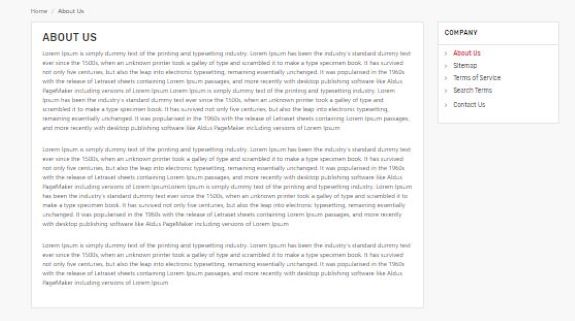 Home / About Us
ABOUT US
Lorem Ipsum is simply dummy text of the printing and typesetting industry. Lorem Ipsum has been the industry's standard dummy text
ever since the 1500s, when an unknown printer took a galley of type and scrambled it to make a type specimen book. It has survived
not only five centuries, but also the leap into electronic typesetting, remaining essentially unchanged. It was popularised in the 1960s
with the release of Letraset sheets containing Lorem Ipsum passages, and more recently with desktop publishing software like Aldus
PageMaker including versions of Lorem Ipsum Lorem Ipsum is simply dummy text of the printing and typesetting industry. Lorem
Ipsum has been the industry's standard dummy text ever since the 1500s, when an unknown printer took a galley of type and
scrambled it to make a type specimen book. It has survived not only five centuries, but also the leap into electronic typesetting,
remaining essentially unchanged. It was popularised in the 1960s with the release of Letraset sheets containing Lorem Ipsum passages,
and more recently with desktop publishing software like Aldus PageMaker including versions of Lorem Ipsum
Lorem Ipsum is simply dummy text of the printing and typesetting industry. Lorem Ipsum has been the industry's standard dummy text
ever since the 1500s, when an unknown printer took a galley of type and scrambled it to make a type specimen book. It has survived
not only five centuries, but also the leap into electronic typesetting, remaining essentially unchanged. It was popularised in the 1960s
with the release of Letraset sheets containing Lorem Ipsum passages, and more recently with desktop publishing software like Aldus
PageMaker including versions of Lorem IpsumLorem Ipsum is simply dummy text of the printing and typesetting industry. Lorem Ipsum
has been the industry's standard dummy text ever since the 1500s, when an unknown printer took a galley of type and scrambled it to
make a type specimen book. It has survived not only five centuries, but also the leap into electronic typesetting, remaining essentially
unchanged. It was popularised in the 1960s with the release of Letraset sheets containing Lorem Ipsum passages, and more recently
with desktop publishing software like Aldus PageMaker including versions of Lorem Ipsum
Lorem Ipsum is simply dummy text of the printing and typesetting industry. Lorem Ipsum has been the industry's standard dummy text
ever since the 1500s, when an unknown printer took a galley of type and scrambled it to make a type specimen book. It has survived
not only five centuries, but also the leap into electronic typesetting, remaining essentially unchanged. It was popularised in the 1960s
with the release of Letraset sheets containing Lorem Ipsum passages, and more recently with desktop publishing software like Aldus
PageMaker including versions of Lorem Ipsum
COMPANY
About Us
Sitemap
Terms of Service
Search Terms
Contact Us